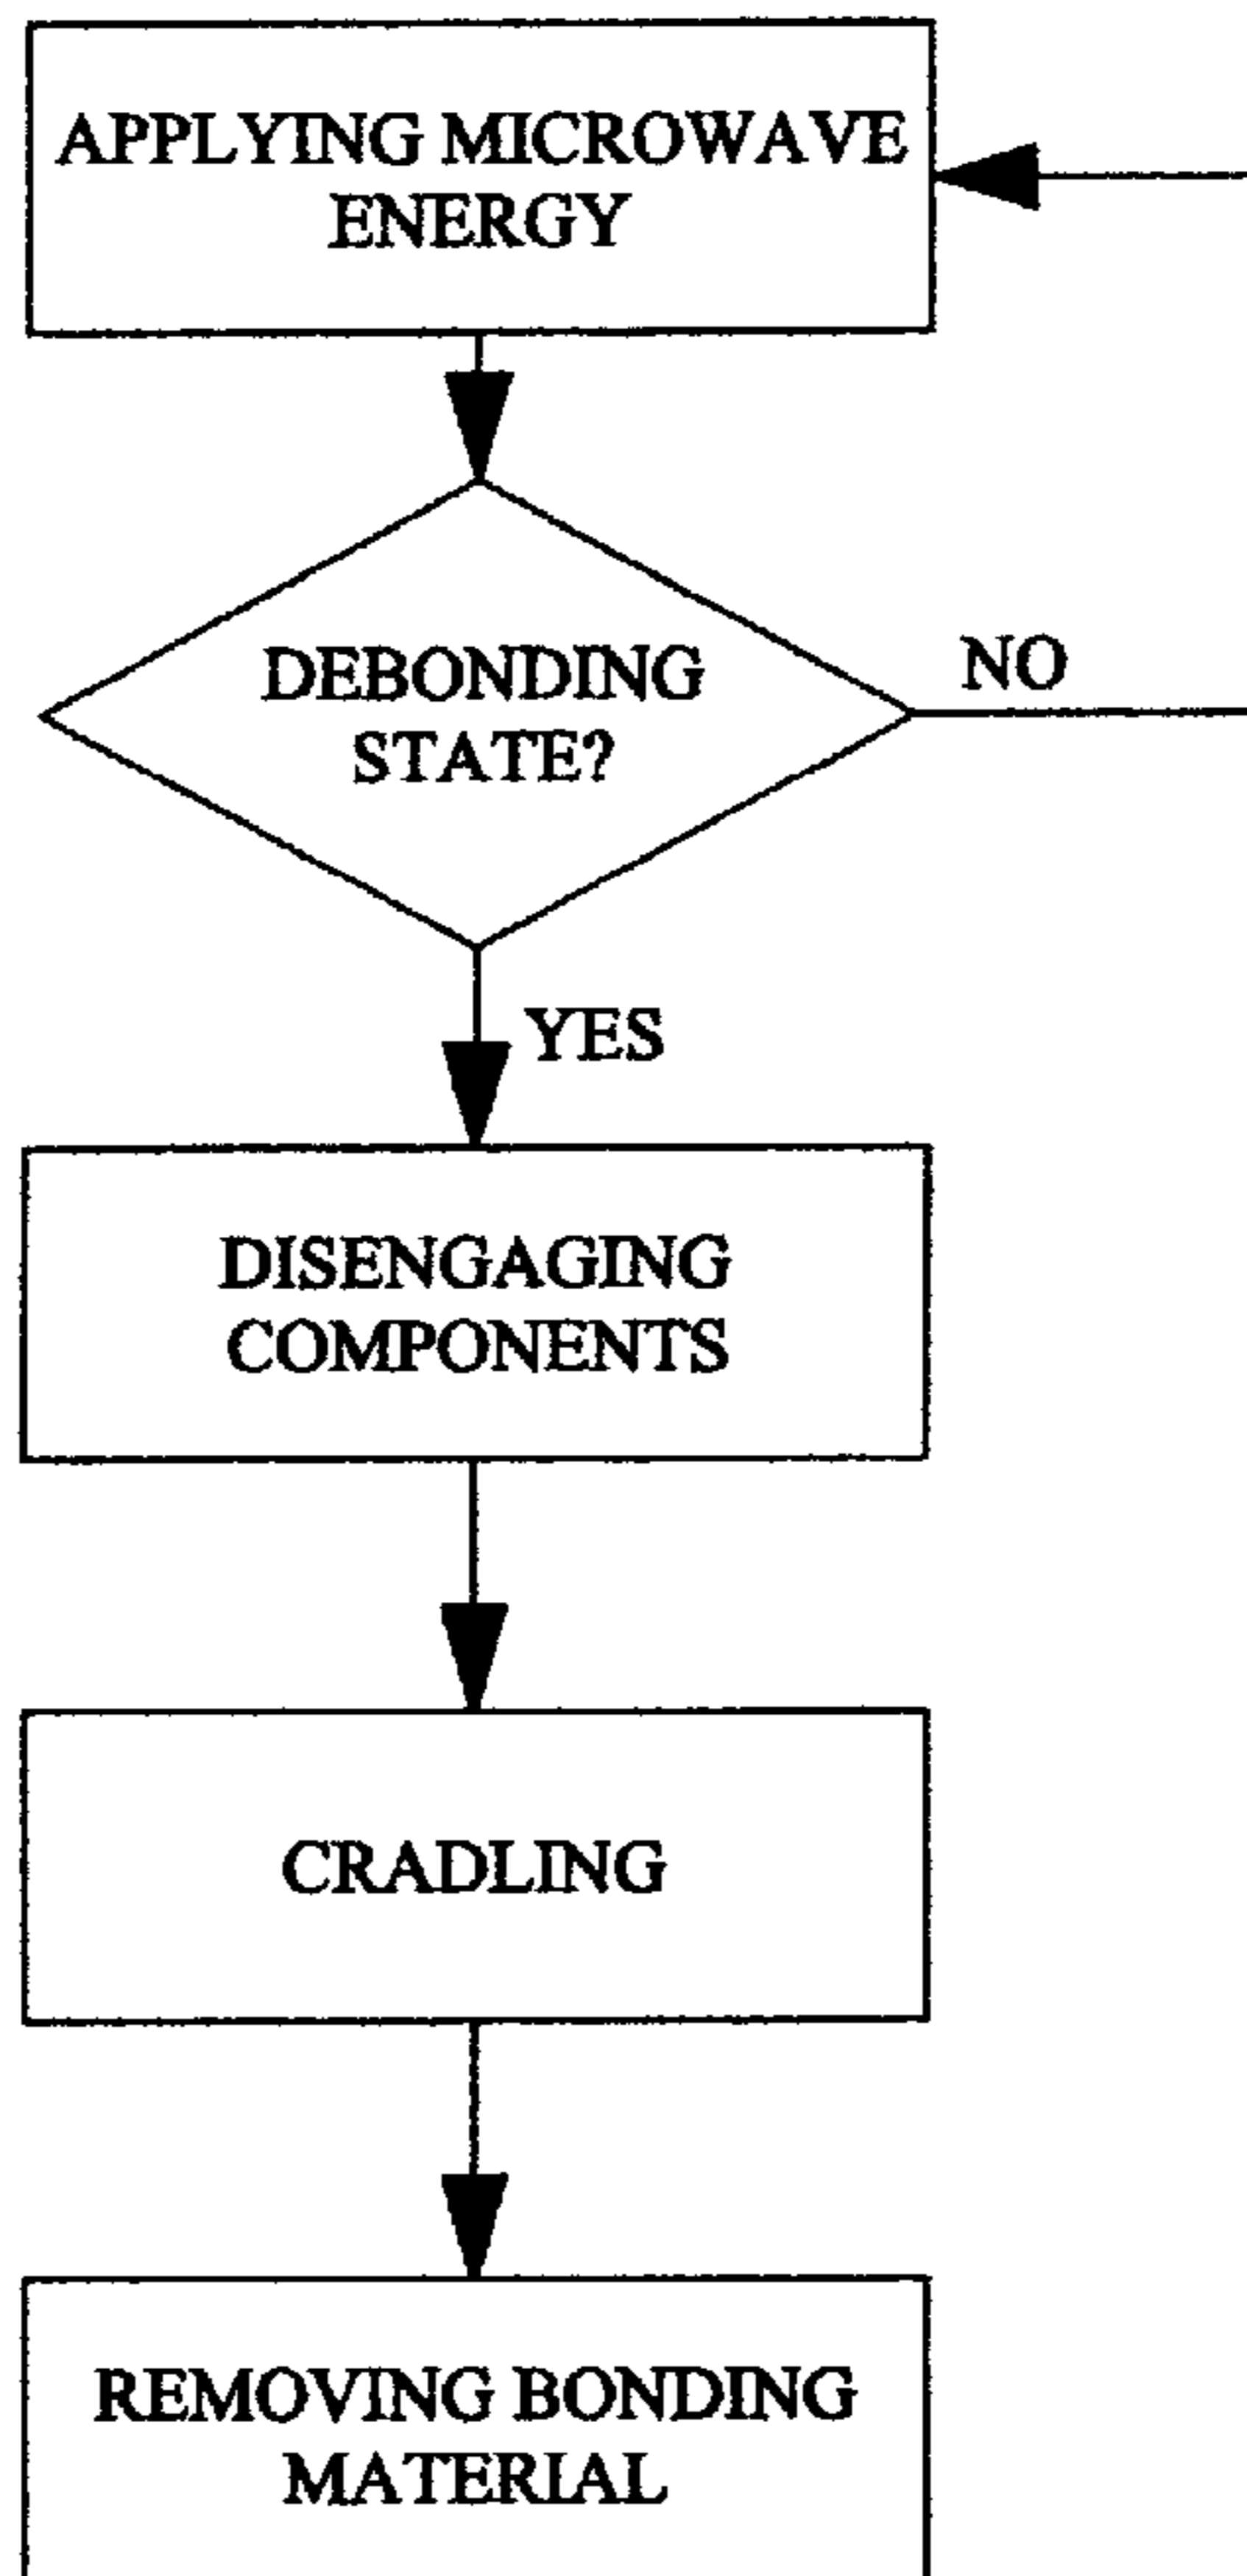 APPLYING MICROWAVE
ENERGY
DEBONDING
STATE?
NO
YES
DISENGAGING
COMPONENTS
CRADLING
REMOVING BONDING
MATERIAL